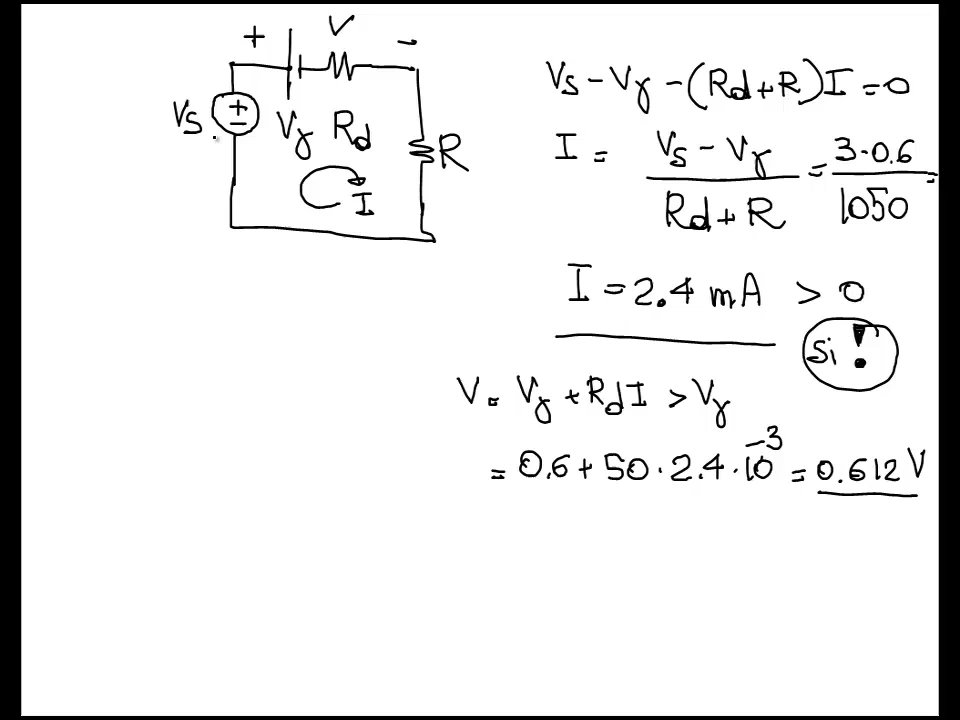 + V -
Vs + - Vγ Rd R
I
Vs - Vγ - (Rd + R) I = 0
I = Vs - Vγ / Rd + R = 3 - 0.6 / 1050 =
I = 2.4 mA > 0
Si !
V = Vγ + Rd I > Vγ
= 0.6 + 50 · 2.4 · 10⁻³ = 0.612 V